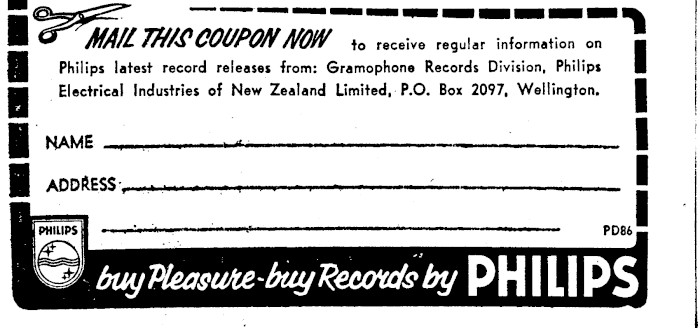 MAIL THIS COUPON NOW to receive regular information on
Philips latest record releases from: Gramophone Records Division, Philips
Electrical Industries of New Zealand Limited, P.O. Box 2097, Wellington.
NAME
ADDRESS
PD86
PHILIPS
buy Pleasure-buy Records by PHILIPS